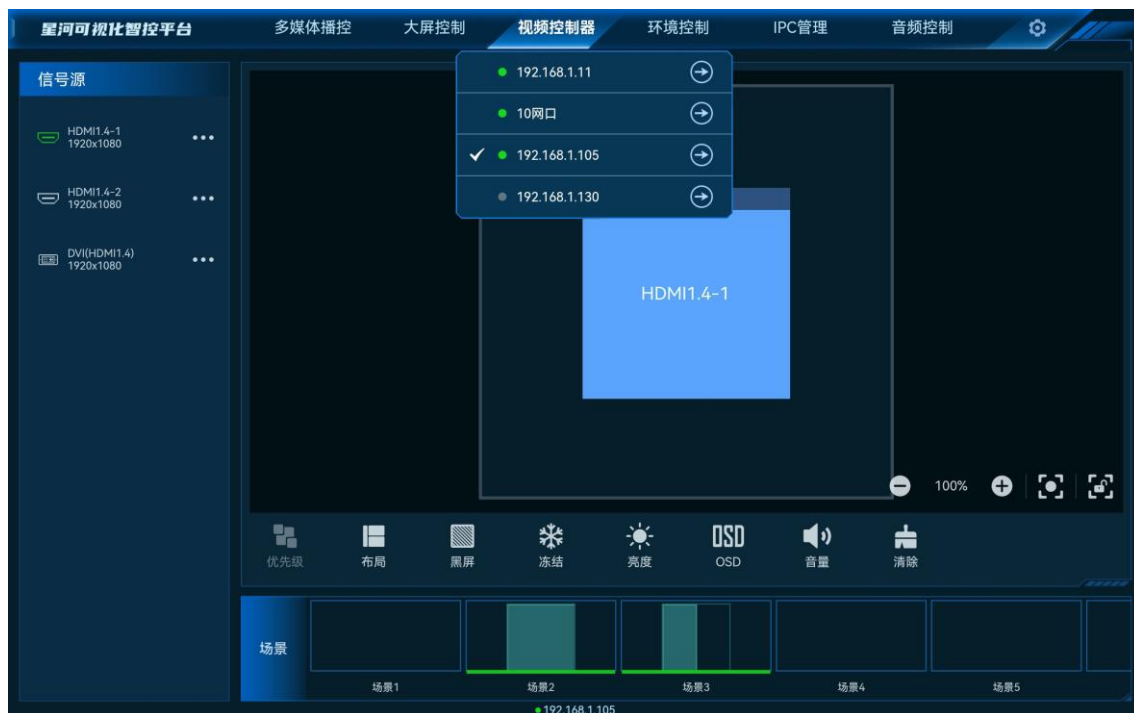 星河可视化智控平台
多媒体播控 大屏控制 视频控制器 环境控制 IPC管理 音频控制
信号源
192.168.1.11
10网口
192.168.1.105
192.168.1.130
HDMI1.4-1
1920x1080
HDMI1.4-2
1920x1080
DVI(HDMI1.4)
1920x1080
HDMI1.4-1
100%
OSD
优先级 布局 黑屏 冻结 亮度 OSD 音量 清除
场景
场景1 场景2 场景3 场景4 场景5
192.168.1.105